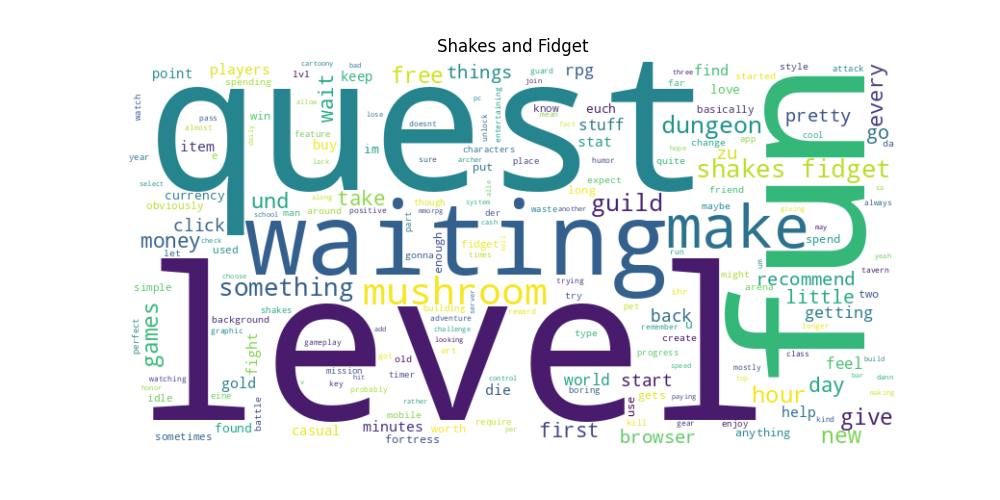 Shakes and Fidget
quest
level
waiting
fun
make
mushroom
something
shakes fidget
dungeon
guild
money
free
things
rpg
find
love
started
style
attack
every
point
players
spending
lvl
cartoony
bad
guard
join
three
far
keep
wait
win
allow
watch
pass
almost
daily
feature
buy
lose
pc
doesnt
unlock
entertaining
know
mean
fact
euch
stuff
basically
pretty
cool
app
change
hope
go
da
item
e
im
lack
sure
characters
archer
place
humor
stat
quite
zu
year
select
currency
obviously
und
school
man
along
around
positive
take
though
mmorpg
put
alle
system
der
cash
waste
another
long
expect
friend
maybe
giving
always
sa
may
click
check
let
used
part
gonna
enough
fidget
times
trying
run
spend
um
yeah
tavern
simple
choose
shakes
building
server
reward
try
pet
ihr
might
arena
recommend
little
two
getting
longer
games
perfect
background
graphic
gameplay
add
adventure
challenge
looking
art
type
back
u
remember
create
progress
speed
class
build
feel
fight
mission
got
old
timer
key
hit
probably
v
control
rather
die
world
boring
start
gets
paying
mostly
top
bar
dann
making
day
hour
watching
honor
idle
eine
gold
battle
found
sometimes
casual
minutes
mobile
fortress
worth
require
per
first
use
kill
gear
browser
enjoy
anything
help
kind
give
new